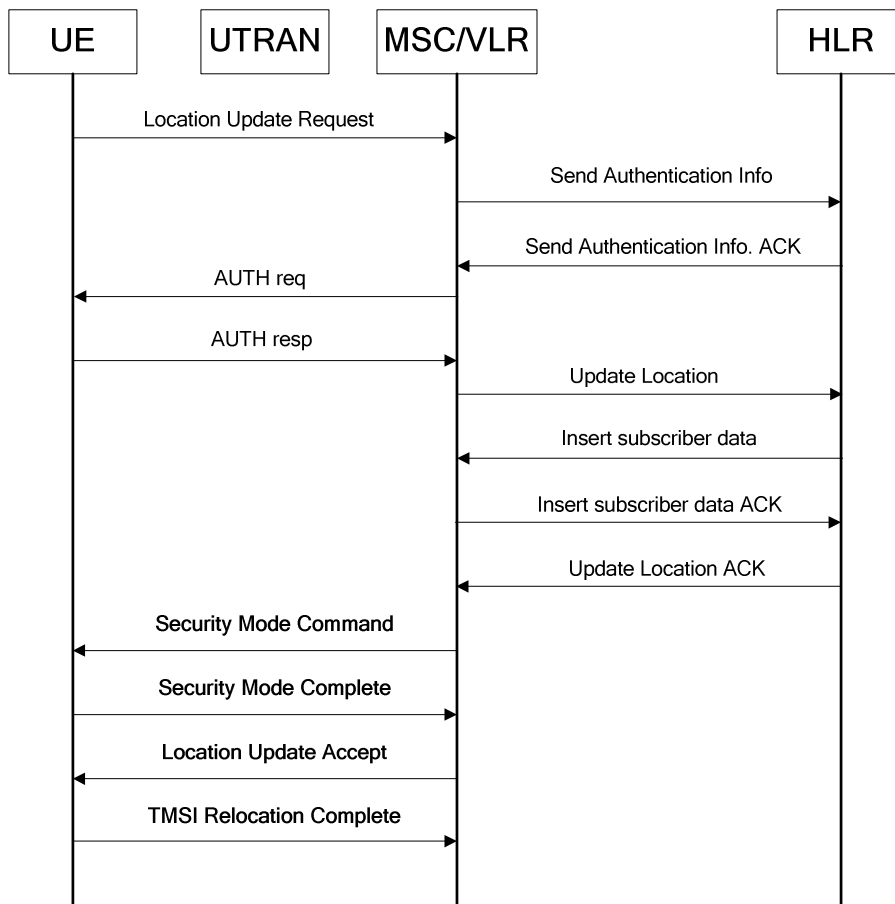 UE
UTRAN
MSC/VLR
HLR
Location Update Request
Send Authentication Info
Send Authentication Info. ACK
AUTH req
AUTH resp
Update Location
Insert subscriber data
Insert subscriber data ACK
Update Location ACK
Security Mode Command
Security Mode Complete
Location Update Accept
TMSI Relocation Complete